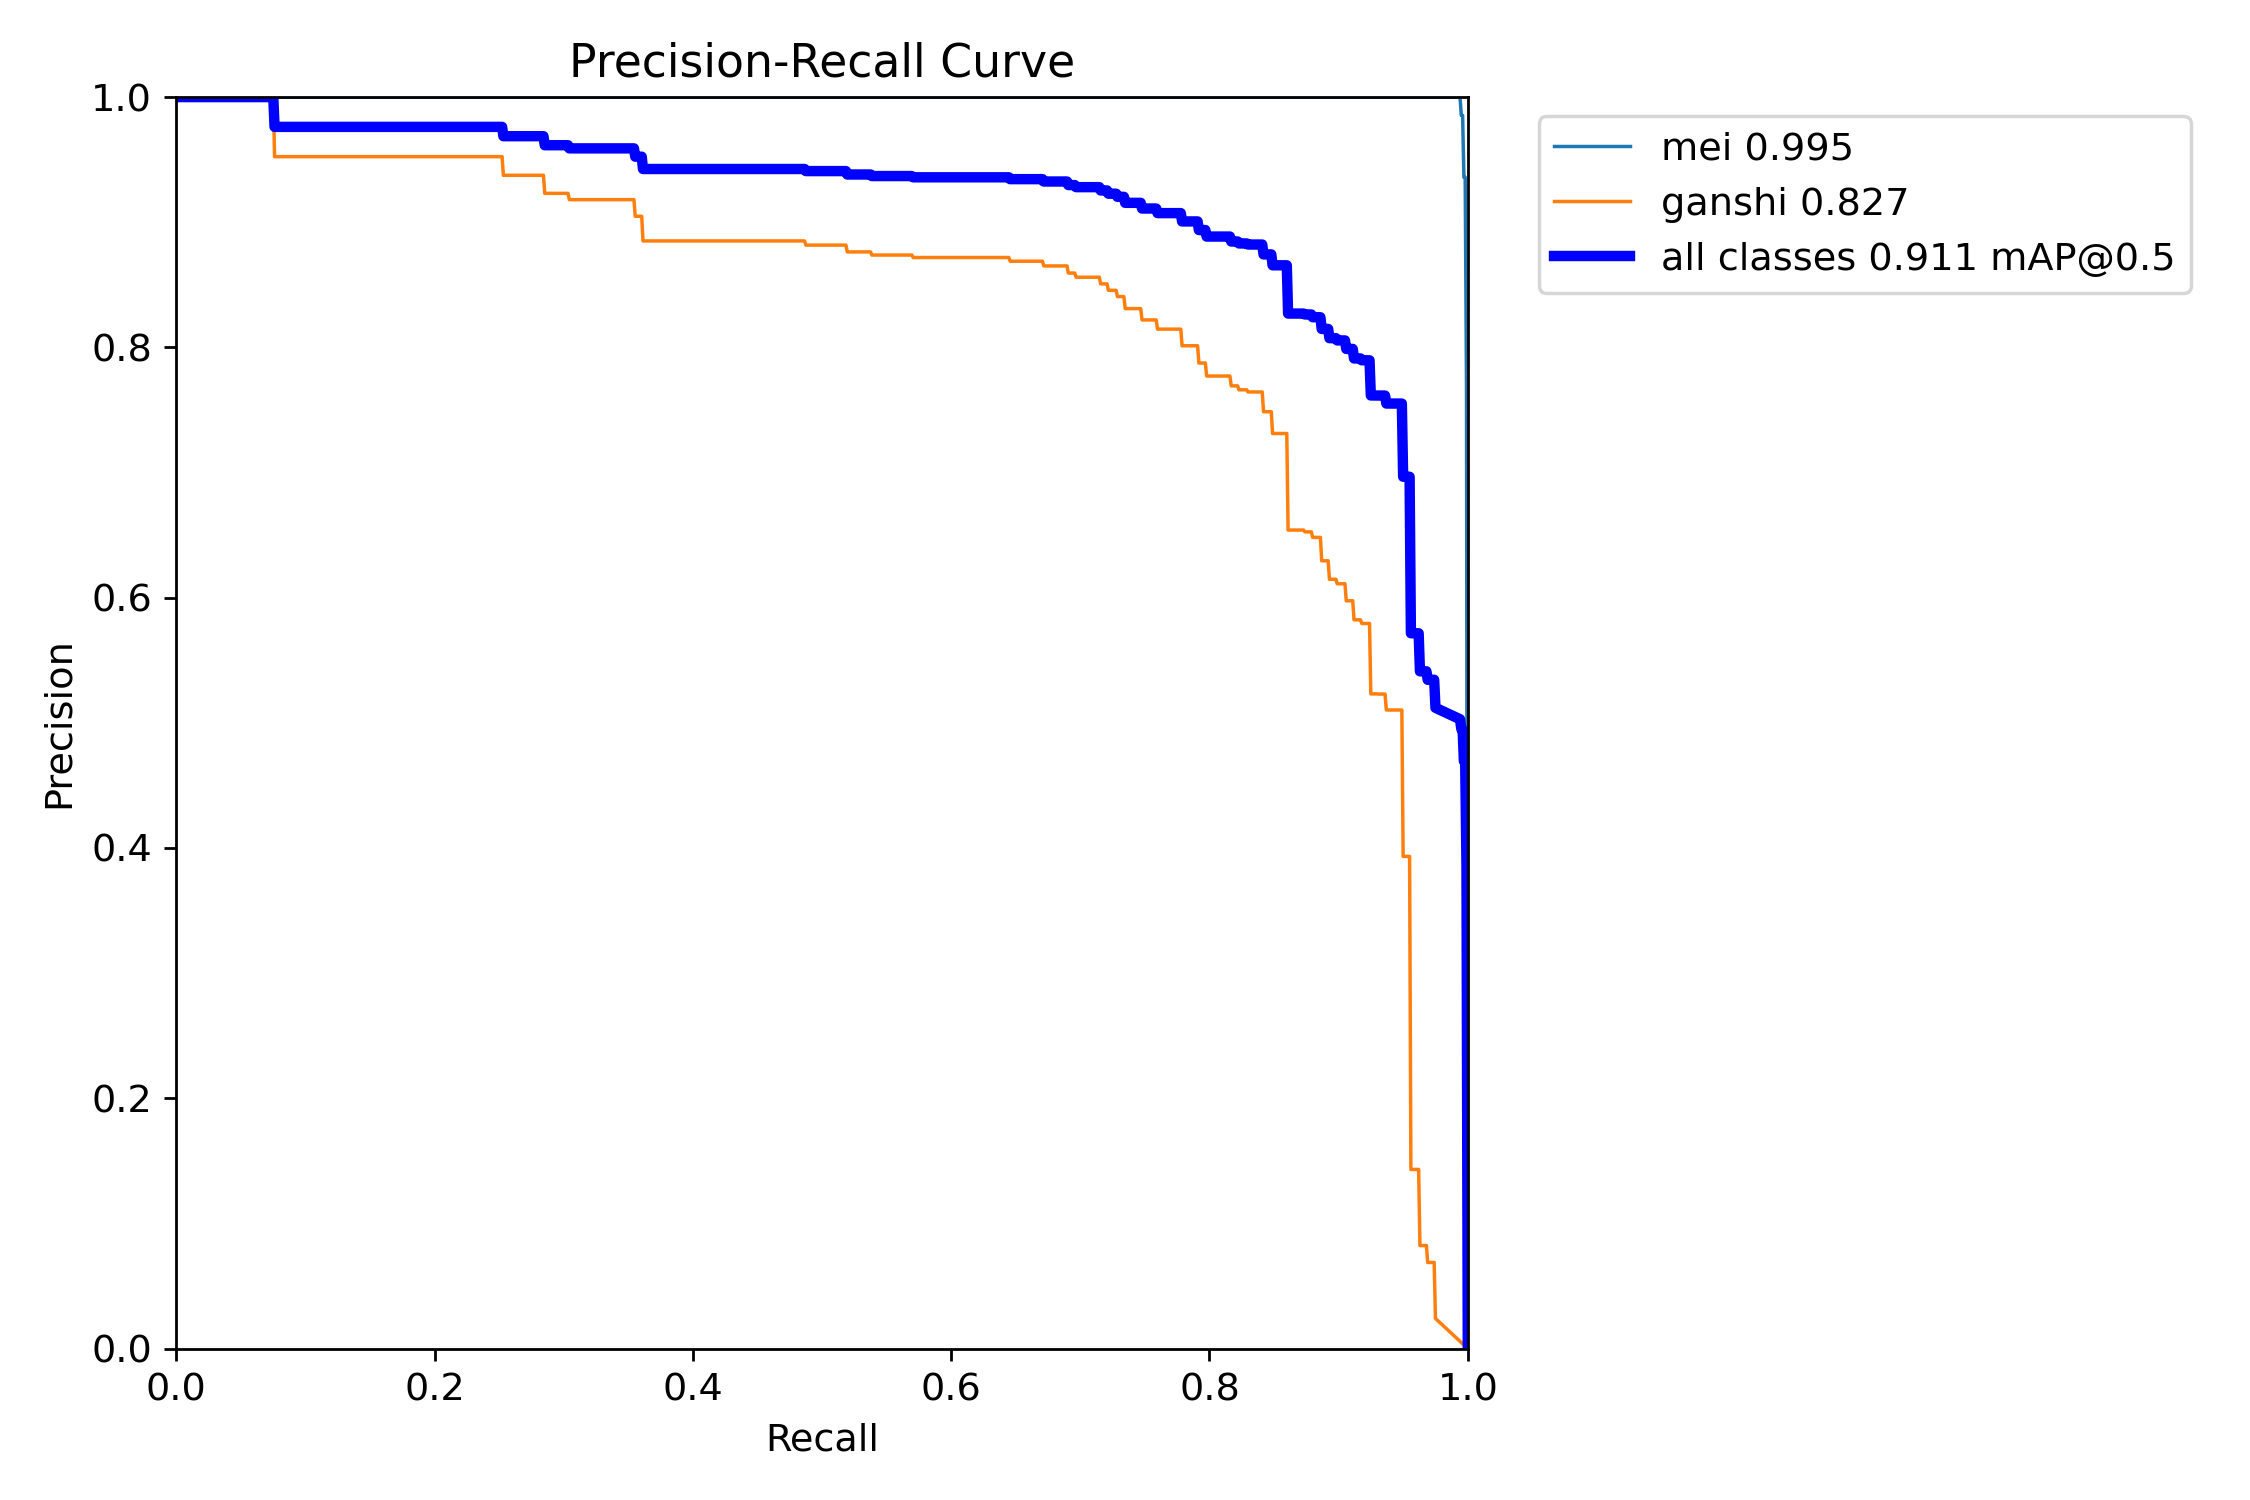 Precision-Recall Curve
1.0
0.8
0.6
0.4
0.2
0.0
Precision
0.0 0.2 0.4 0.6 0.8 1.0
Recall
mei 0.995
ganshi 0.827
all classes 0.911 mAP@0.5